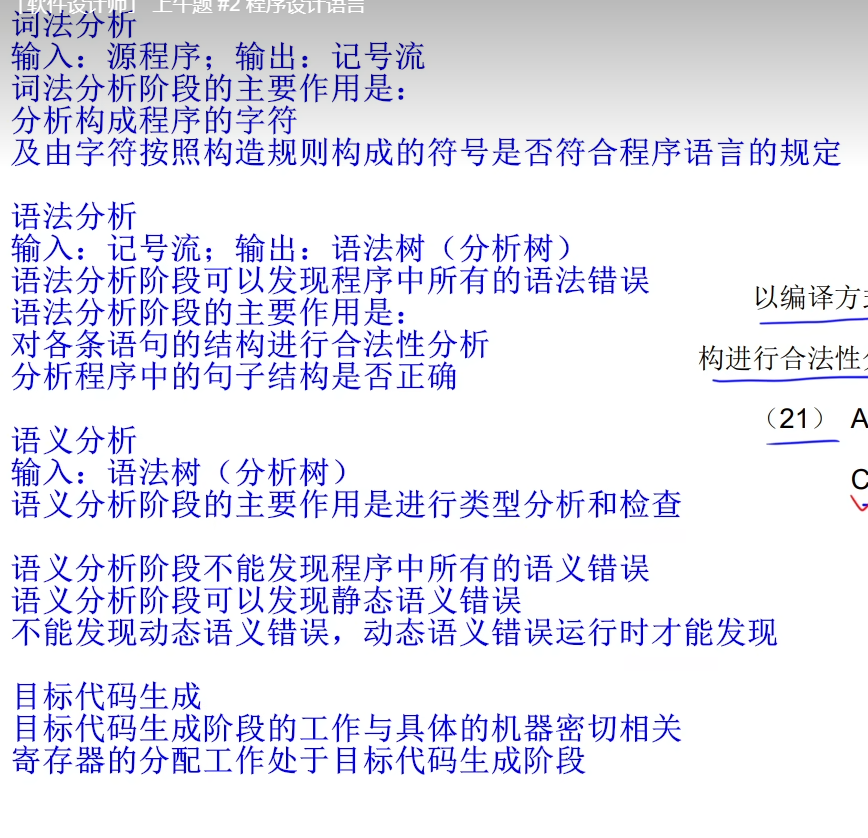 ［软件设计师］ 上午题 #2 程序设计语言
词法分析
输入：源程序；输出：记号流
词法分析阶段的主要作用是：
分析构成程序的字符
及由字符按照构造规则构成的符号是否符合程序语言的规定
语法分析
输入：记号流；输出：语法树（分析树）
语法分析阶段可以发现程序中所有的语法错误
语法分析阶段的主要作用是：
对各条语句的结构进行合法性分析
分析程序中的句子结构是否正确
语义分析
输入：语法树（分析树）
语义分析阶段的主要作用是进行类型分析和检查
语义分析阶段不能发现程序中所有的语义错误
语义分析阶段可以发现静态语义错误
不能发现动态语义错误，动态语义错误运行时才能发现
目标代码生成
目标代码生成阶段的工作与具体的机器密切相关
寄存器的分配工作处于目标代码生成阶段
以编译方
构进行合法性
（21） A
C